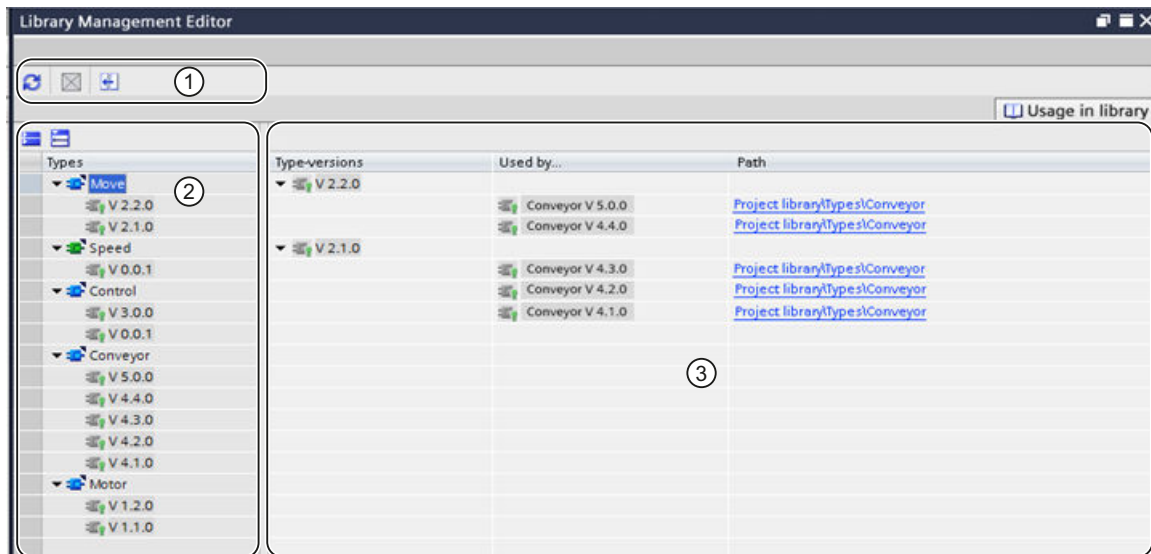 Library Management Editor
①
Usage in library
Types Type-versions Used by... Path
Move V 2.2.0
②
V 2.2.0 Conveyor V 5.0.0 Project library\Types\Conveyor
V 2.1.0 Conveyor V 4.4.0 Project library\Types\Conveyor
Speed V 2.1.0
V 0.0.1 Conveyor V 4.3.0 Project library\Types\Conveyor
Control Conveyor V 4.2.0 Project library\Types\Conveyor
V 3.0.0 Conveyor V 4.1.0 Project library\Types\Conveyor
V 0.0.1
Conveyor
③
V 5.0.0
V 4.4.0
V 4.3.0
V 4.2.0
V 4.1.0
Motor
V 1.2.0
V 1.1.0